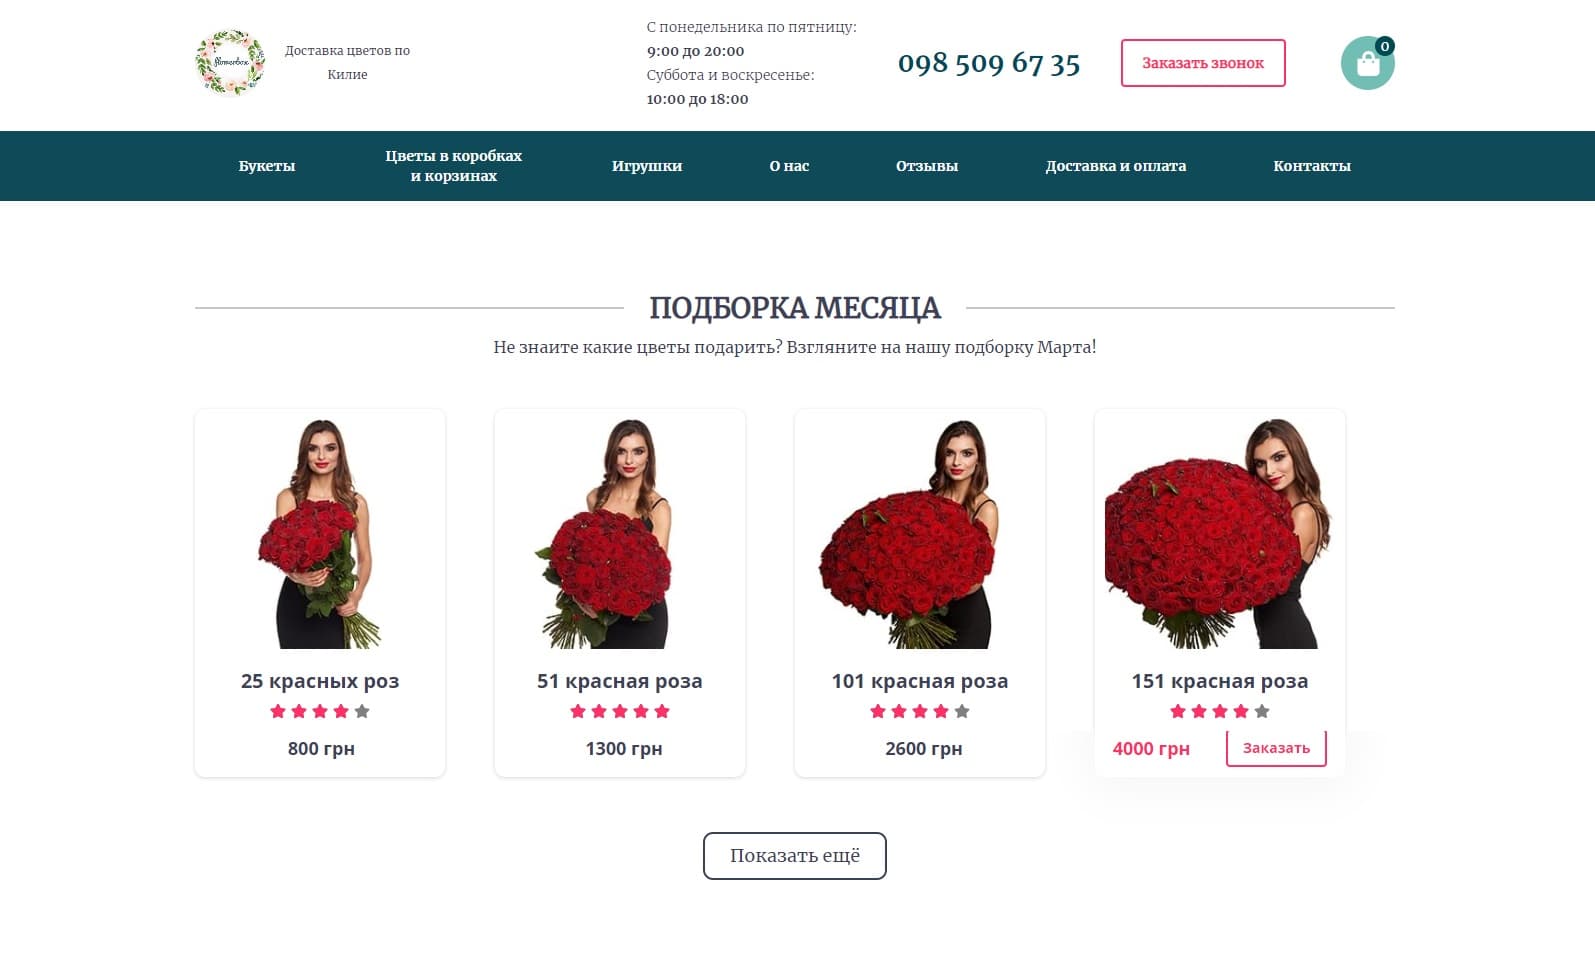 flowerbox
Доставка цветов по
Килие
С понедельника по пятницу:
9:00 до 20:00
Суббота и воскресенье:
10:00 до 18:00
098 509 67 35
Заказать звонок
0
Букеты
Цветы в коробках
и корзинах
Игрушки
О нас
Отзывы
Доставка и оплата
Контакты
ПОДБОРКА МЕСЯЦА
Не знаите какие цветы подарить? Взгляните на нашу подборку Марта!
25 красных роз
800 грн
51 красная роза
1300 грн
101 красная роза
2600 грн
151 красная роза
4000 грн
Заказать
Показать ещё